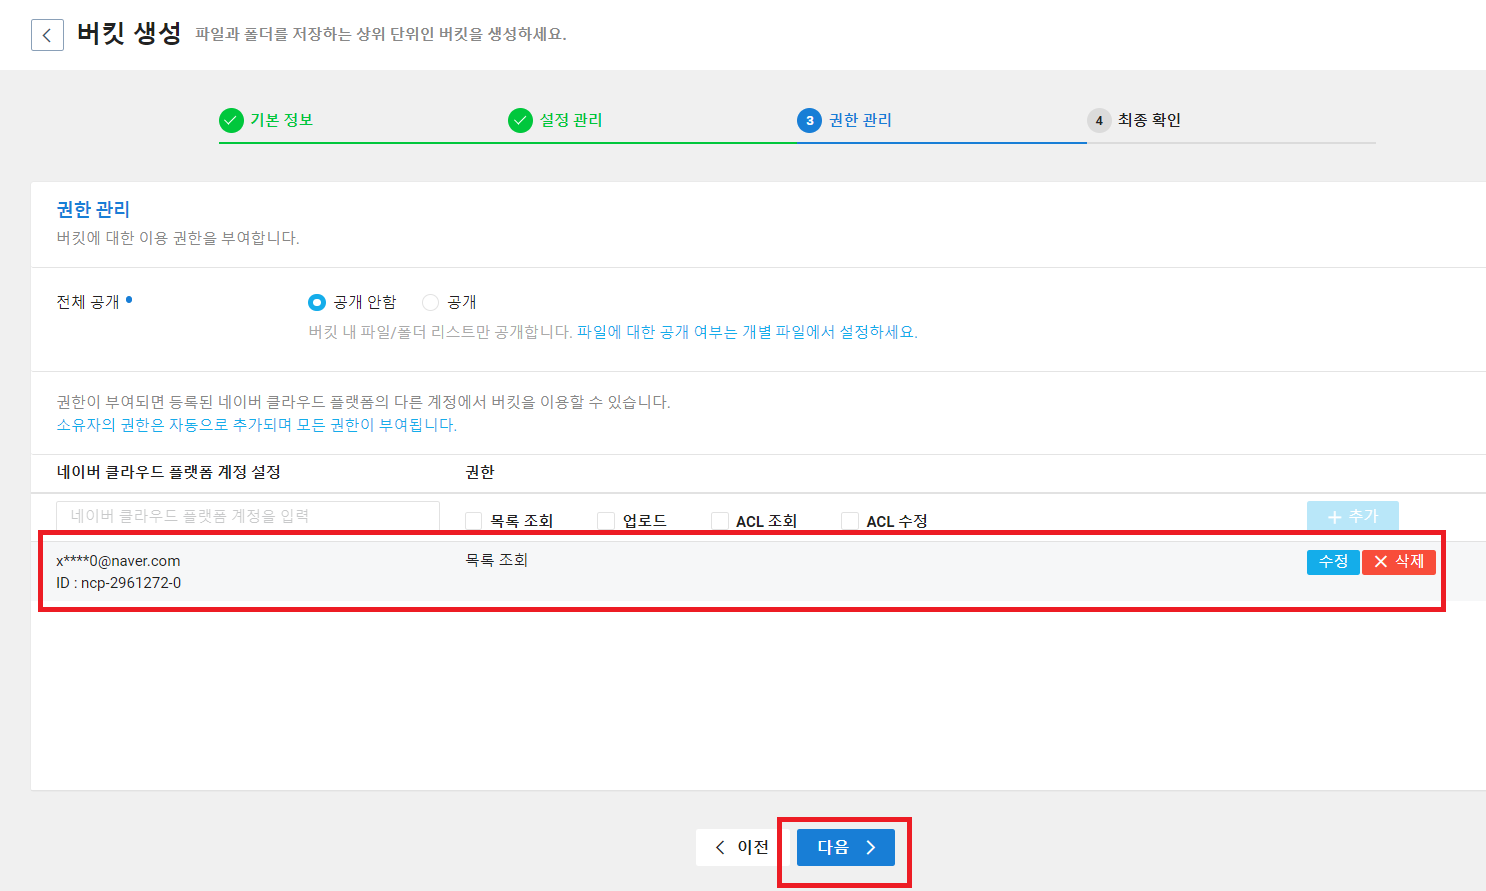 버킷 생성 파일과 폴더를 저장하는 상위 단위인 버킷을 생성하세요.
기본 정보 설정 관리 3 권한 관리 4 최종 확인
권한 관리
버킷에 대한 이용 권한을 부여합니다.
전체 공개 공개 안함 공개
버킷 내 파일/폴더 리스트만 공개합니다. 파일에 대한 공개 여부는 개별 파일에서 설정하세요.
권한이 부여되면 등록된 네이버 클라우드 플랫폼의 다른 계정에서 버킷을 이용할 수 있습니다.
소유자의 권한은 자동으로 추가되며 모든 권한이 부여됩니다.
네이버 클라우드 플랫폼 계정 설정 권한
네이버 클라우드 플랫폼 계정을 입력 목록 조회 업로드 ACL 조회 ACL 수정 + 추가
x****0@naver.com 목록 조회 수정 × 삭제
ID : ncp-2961272-0
< 이전 다음 >